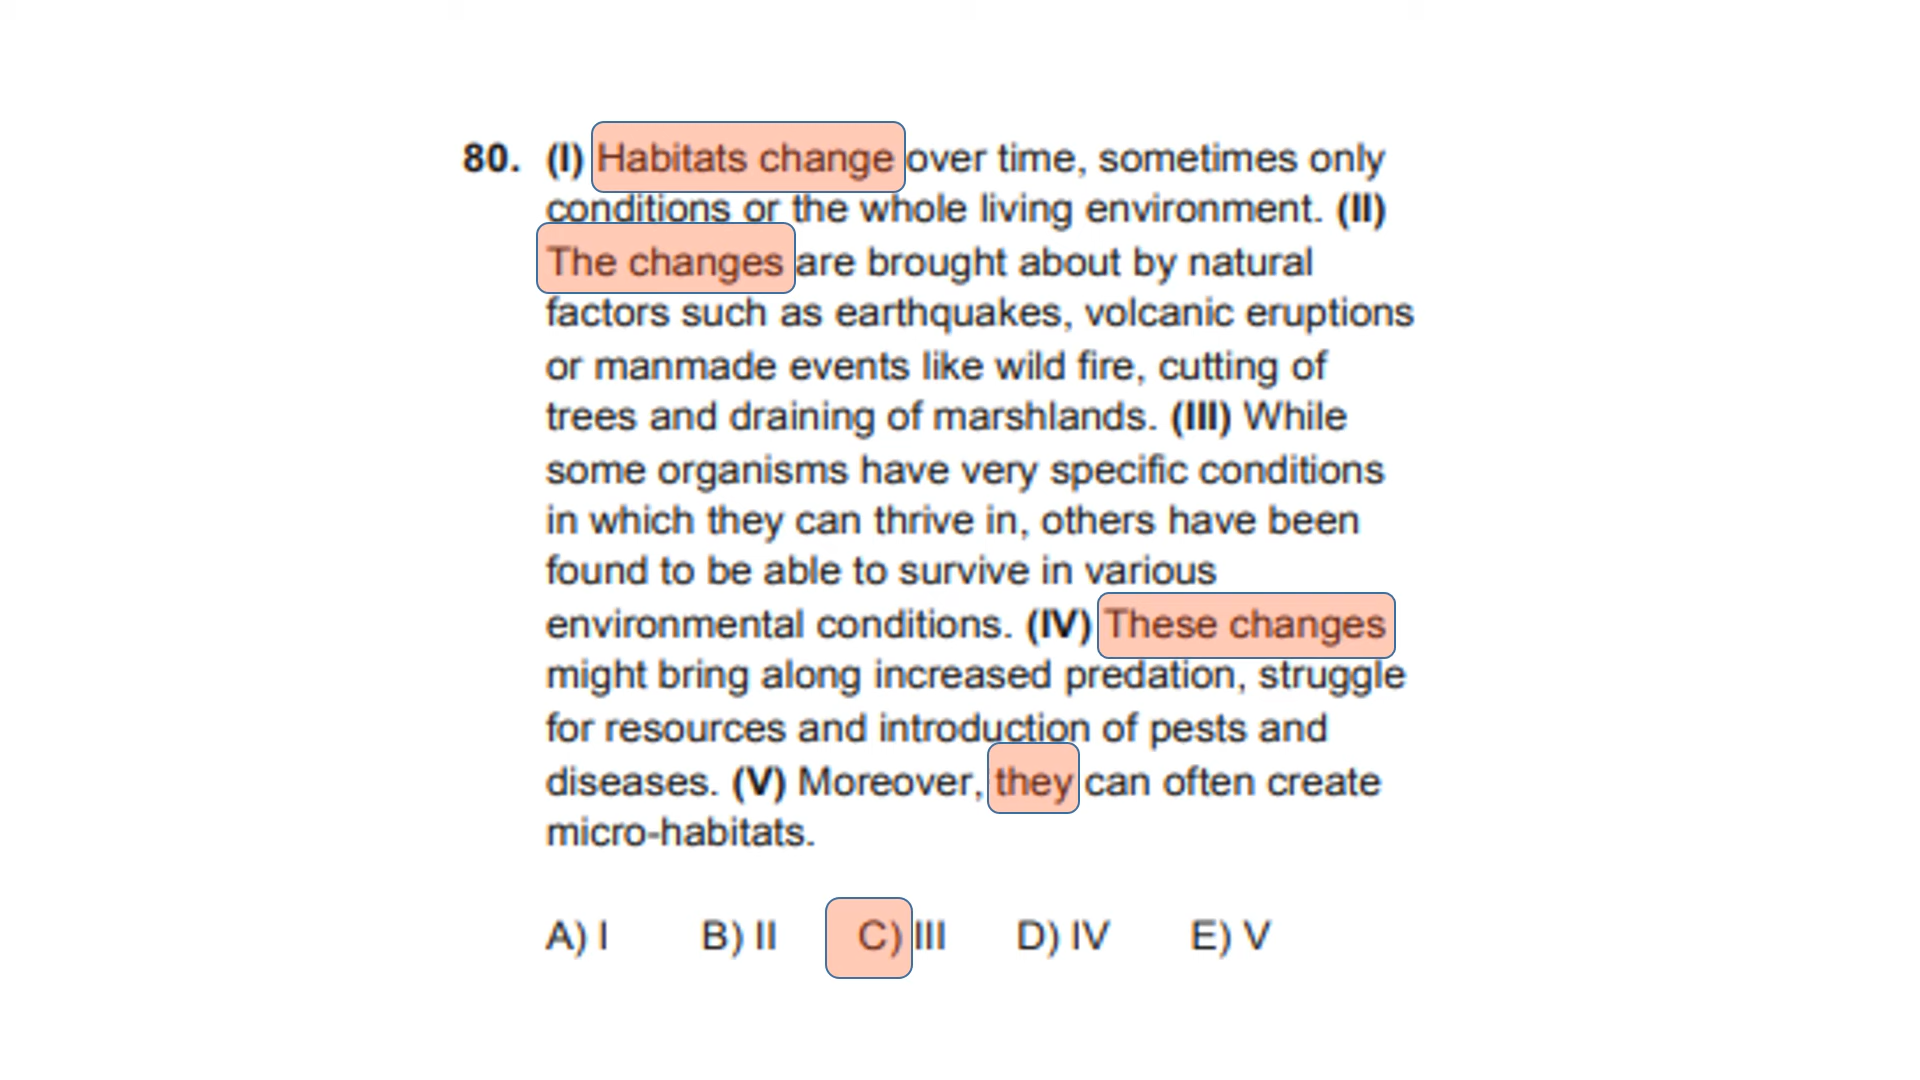 80. (I) Habitats change over time, sometimes only
conditions or the whole living environment. (II)
The changes are brought about by natural
factors such as earthquakes, volcanic eruptions
or manmade events like wild fire, cutting of
trees and draining of marshlands. (III) While
some organisms have very specific conditions
in which they can thrive in, others have been
found to be able to survive in various
environmental conditions. (IV) These changes
might bring along increased predation, struggle
for resources and introduction of pests and
diseases. (V) Moreover, they can often create
micro-habitats.
A) I B) II C) III D) IV E) V